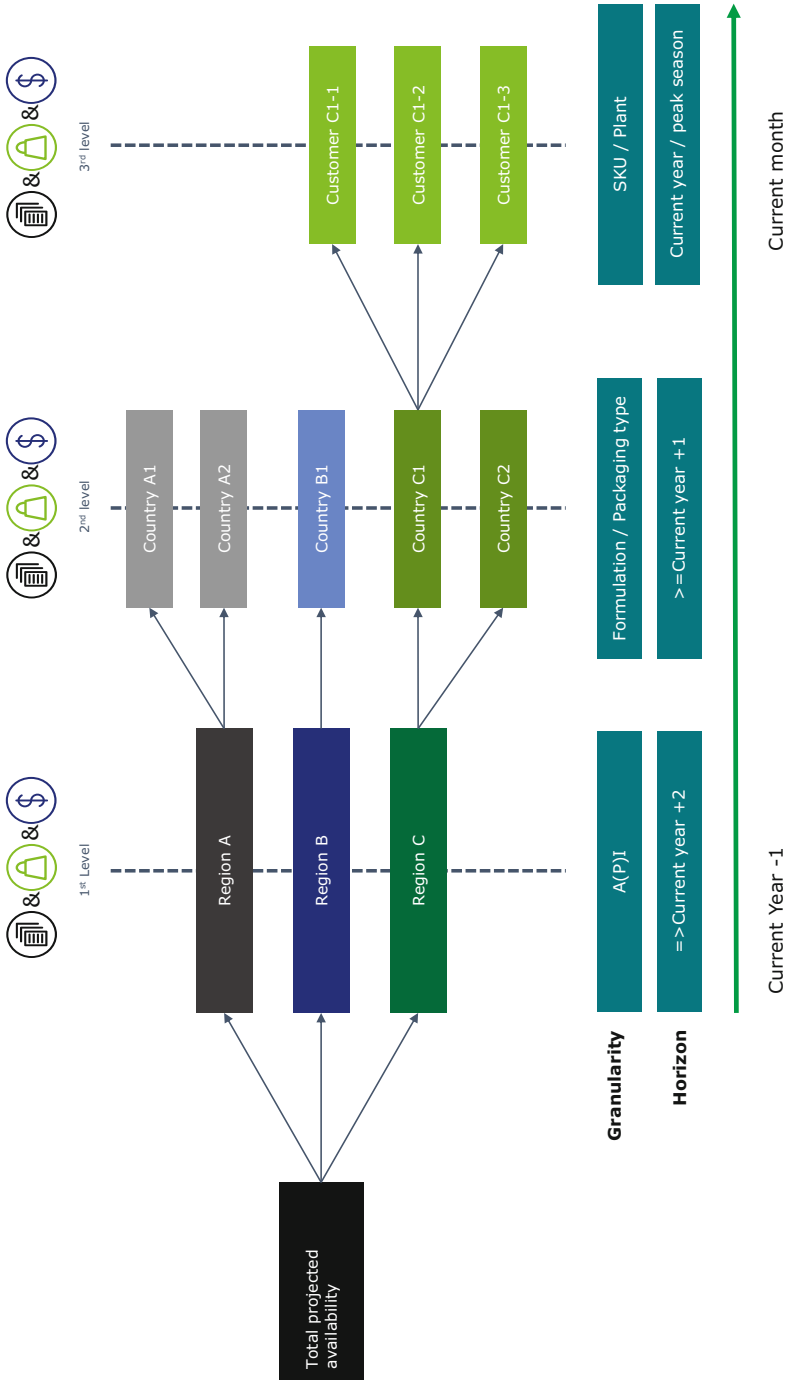 & &
1st Level
& &
2nd level
& &
3rd level
Total projected
availability
Region A
Region B
Region C
Country A1
Country A2
Country B1
Country C1
Country C2
Customer C1-1
Customer C1-2
Customer C1-3
Granularity
A(P)I
Formulation / Packaging type
SKU / Plant
Horizon
=>Current year +2
>=Current year +1
Current year / peak season
Current Year -1
Current month